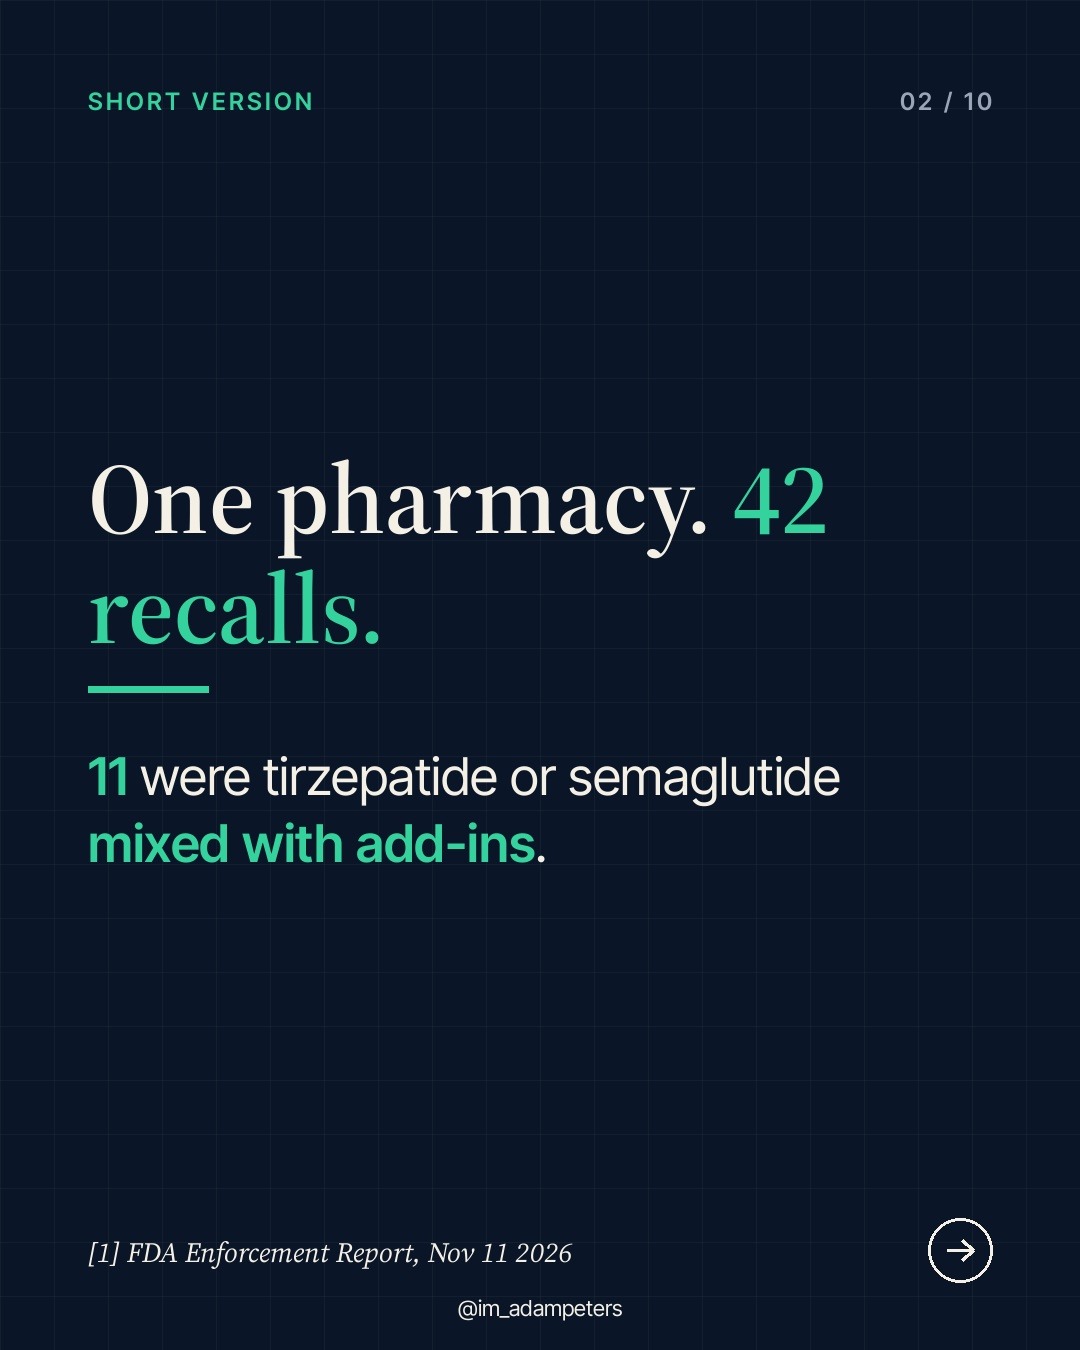 SHORT VERSION
02 / 10
One pharmacy. 42
recalls.
11 were tirzepatide or semaglutide
mixed with add-ins.
[1] FDA Enforcement Report, Nov 11 2026
@im_adampeters